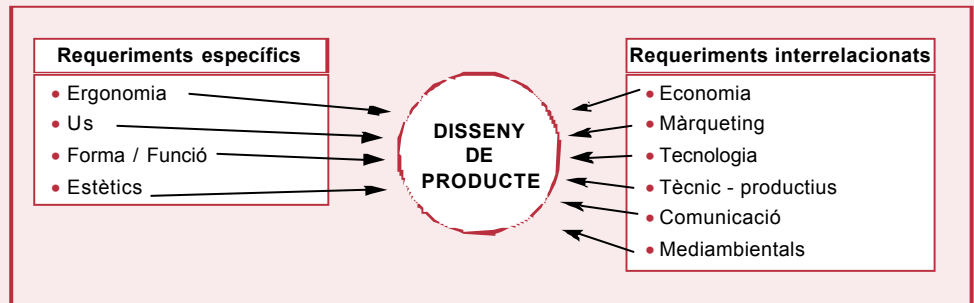 Requeriments específics
• Ergonomia
• Us
• Forma / Funció
• Estètics
DISSENY
DE
PRODUCTE
Requeriments interrelacionats
• Economia
• Màrqueting
• Tecnologia
• Tècnic - productius
• Comunicació
• Mediambientals